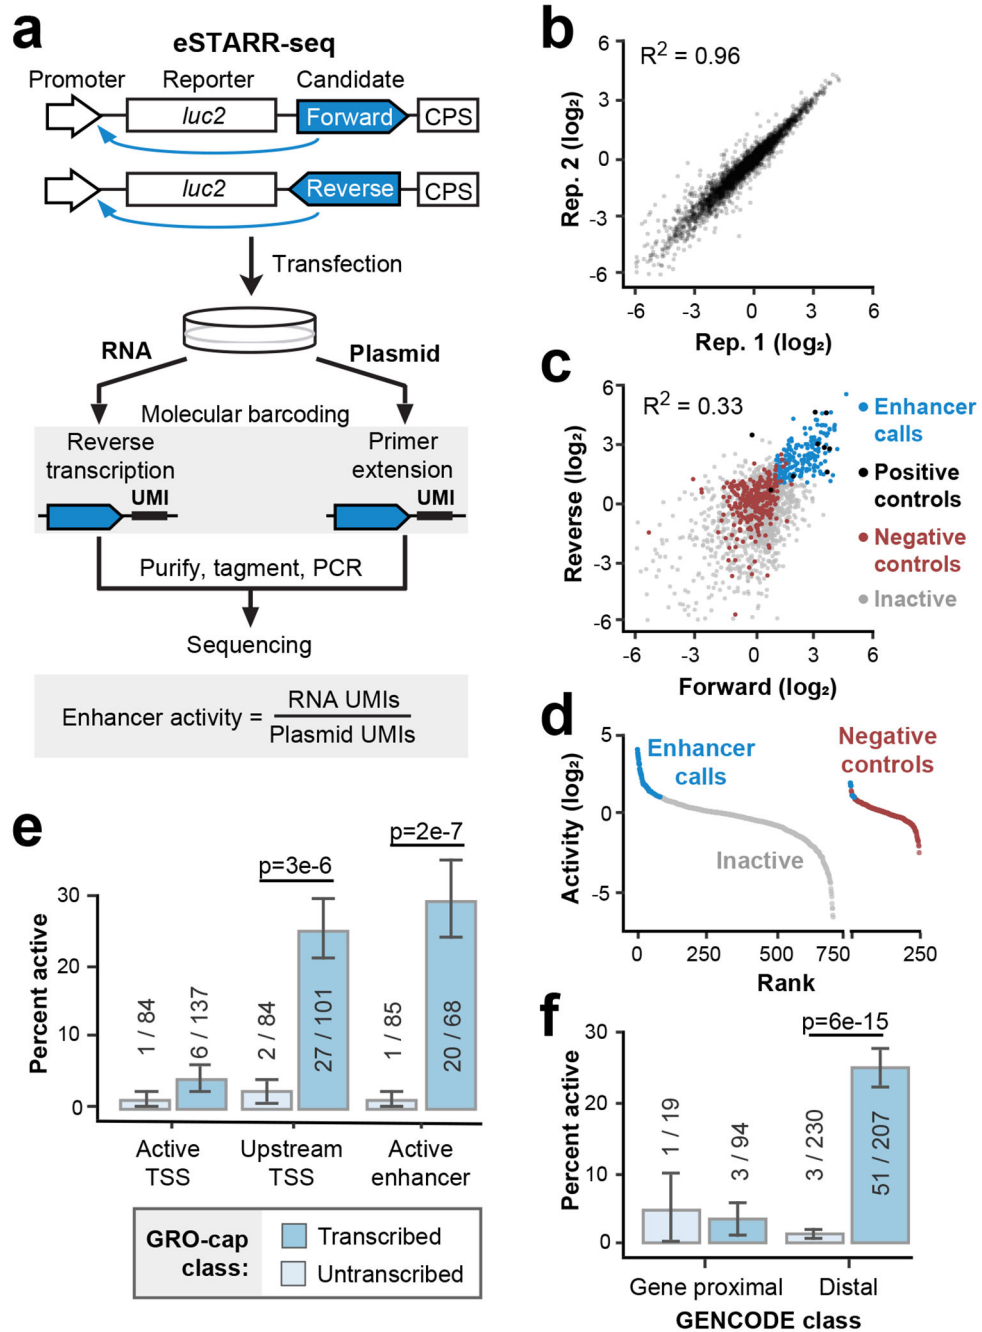 a
eSTARR-seq
Promoter Reporter Candidate
luc2 Forward CPS
luc2 Reverse CPS
Transfection
RNA Plasmid
Molecular barcoding
Reverse
transcription
Primer
extension
UMI UMI
Purify, tagment, PCR
Sequencing
Enhancer activity =
RNA UMIs
Plasmid UMIs
b
R² = 0.96
Rep. 2 (log₂)
6
3
0
-3
-6
-6 -3 0 3 6
Rep. 1 (log₂)
c
R² = 0.33
Reverse (log₂)
6
3
0
-3
-6
-6 -3 0 3 6
Forward (log₂)
Enhancer
calls
Positive
controls
Negative
controls
Inactive
d
Activity (log₂)
5
0
-5
Enhancer
calls
Negative
controls
Inactive
0 250 500 750 0 250
Rank
e
Percent active
30
20
10
0
p=3e-6
p=2e-7
1 / 84
6 / 137
2 / 84
27 / 101
1 / 85
20 / 68
Active
TSS
Upstream
TSS
Active
enhancer
GRO-cap
class:
Transcribed
Untranscribed
f
Percent active
30
20
10
0
p=6e-15
1 / 19
3 / 94
3 / 230
51 / 207
Gene proximal Distal
GENCODE class